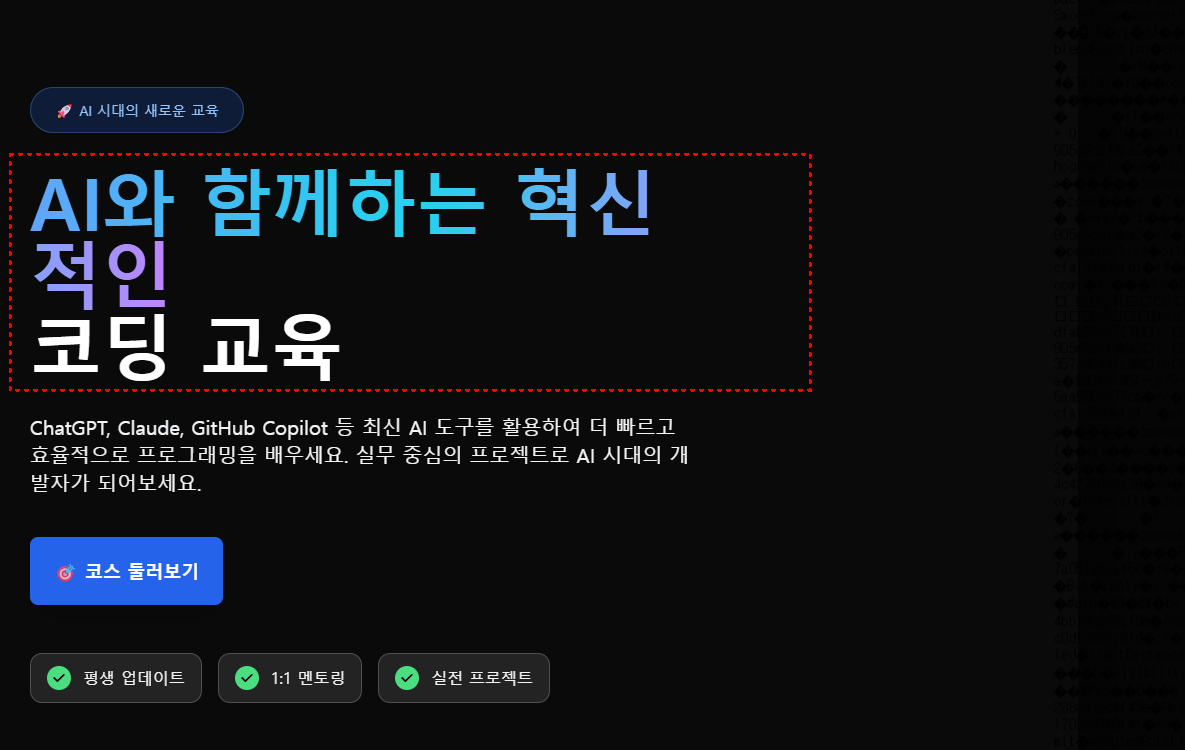 🚀 AI 시대의 새로운 교육
AI와 함께하는 혁신
적인
코딩 교육
ChatGPT, Claude, GitHub Copilot 등 최신 AI 도구를 활용하여 더 빠르고
효율적으로 프로그래밍을 배우세요. 실무 중심의 프로젝트로 AI 시대의 개
발자가 되어보세요.
🎯 코스 둘러보기
평생 업데이트
1:1 멘토링
실전 프로젝트